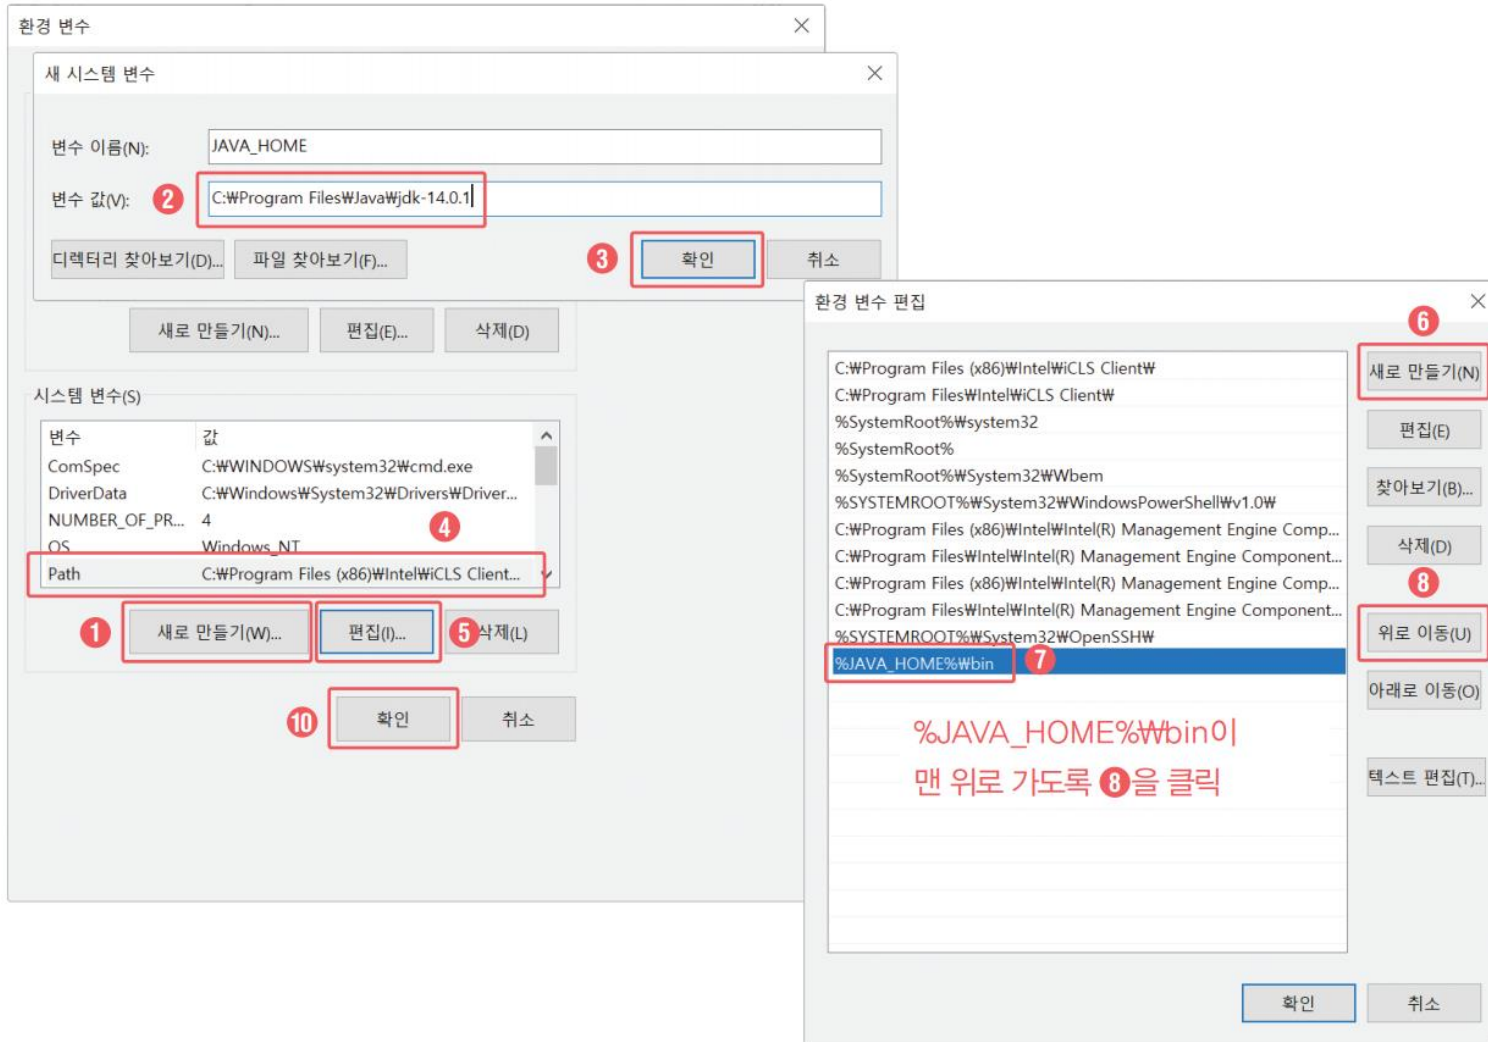 환경 변수
새 시스템 변수
변수 이름(N):
JAVA_HOME
변수 값(V):
❷
C:₩Program Files₩Java₩jdk-14.0.1
디렉터리 찾아보기(D)...
파일 찾아보기(F)...
❸
확인
취소
새로 만들기(N)...
편집(E)...
삭제(D)
시스템 변수(S)
변수 값
ComSpec C:₩WINDOWS₩system32₩cmd.exe
DriverData C:₩Windows₩System32₩Drivers₩Driver...
NUMBER_OF_PR... 4
❹
OS Windows_NT
Path C:₩Program Files (x86)₩Intel₩iCLS Client...
❶
새로 만들기(W)...
편집(I)...
❺
삭제(L)
❿
확인
취소
환경 변수 편집
❻
C:₩Program Files (x86)₩Intel₩iCLS Client₩
C:₩Program Files₩Intel₩iCLS Client₩
%SystemRoot%₩system32
%SystemRoot%
%SystemRoot%₩System32₩Wbem
%SYSTEMROOT%₩System32₩WindowsPowerShell₩v1.0₩
C:₩Program Files (x86)₩Intel₩Intel(R) Management Engine Comp...
C:₩Program Files₩Intel₩Intel(R) Management Engine Component...
C:₩Program Files (x86)₩Intel₩Intel(R) Management Engine Comp...
C:₩Program Files₩Intel₩Intel(R) Management Engine Component...
%SYSTEMROOT%₩System32₩OpenSSH₩
%JAVA_HOME%₩bin
❼
%JAVA_HOME%₩bin이
맨 위로 가도록 ❽을 클릭
새로 만들기(N)
편집(E)
찾아보기(B)...
삭제(D)
❽
위로 이동(U)
아래로 이동(O)
텍스트 편집(T)...
확인
취소